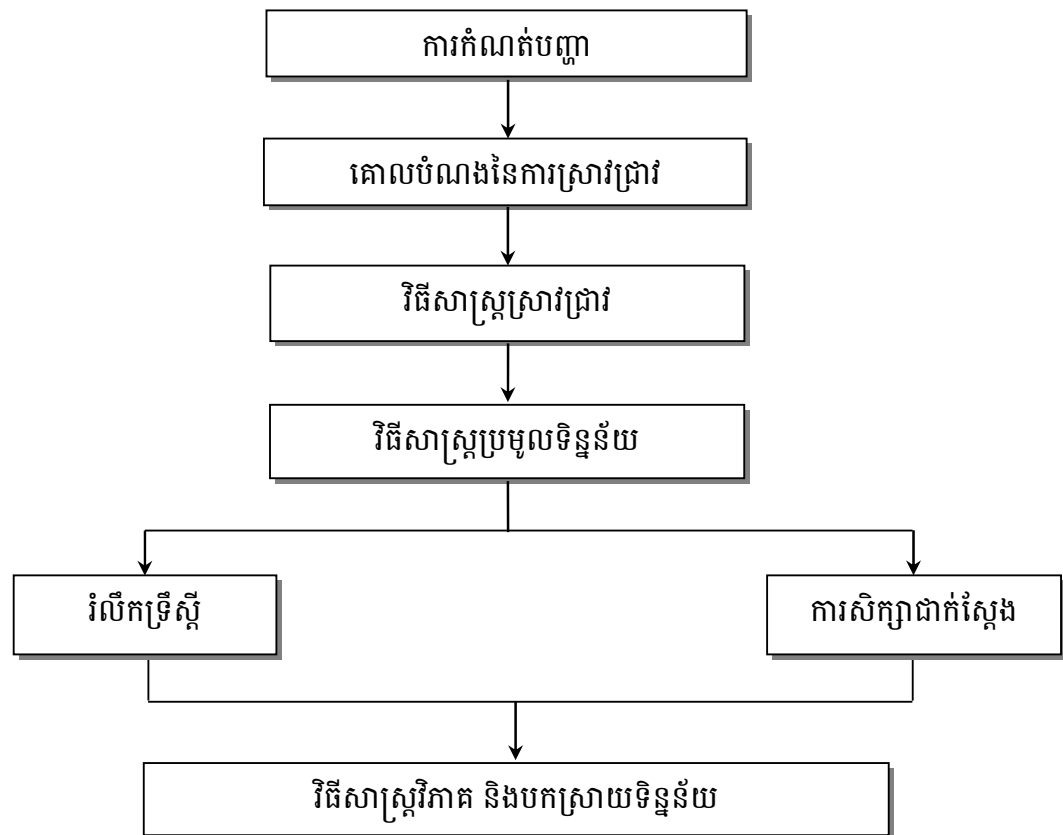 ការកំណត់បញ្ហា
គោលបំណងនៃការស្រាវជ្រាវ
វិធីសាស្ត្រស្រាវជ្រាវ
វិធីសាស្ត្រប្រមូលទិន្នន័យ
រំលឹកទ្រឹស្តី
ការសិក្សាជាក់ស្តែង
វិធីសាស្ត្រវិភាគ និងបកស្រាយទិន្នន័យ